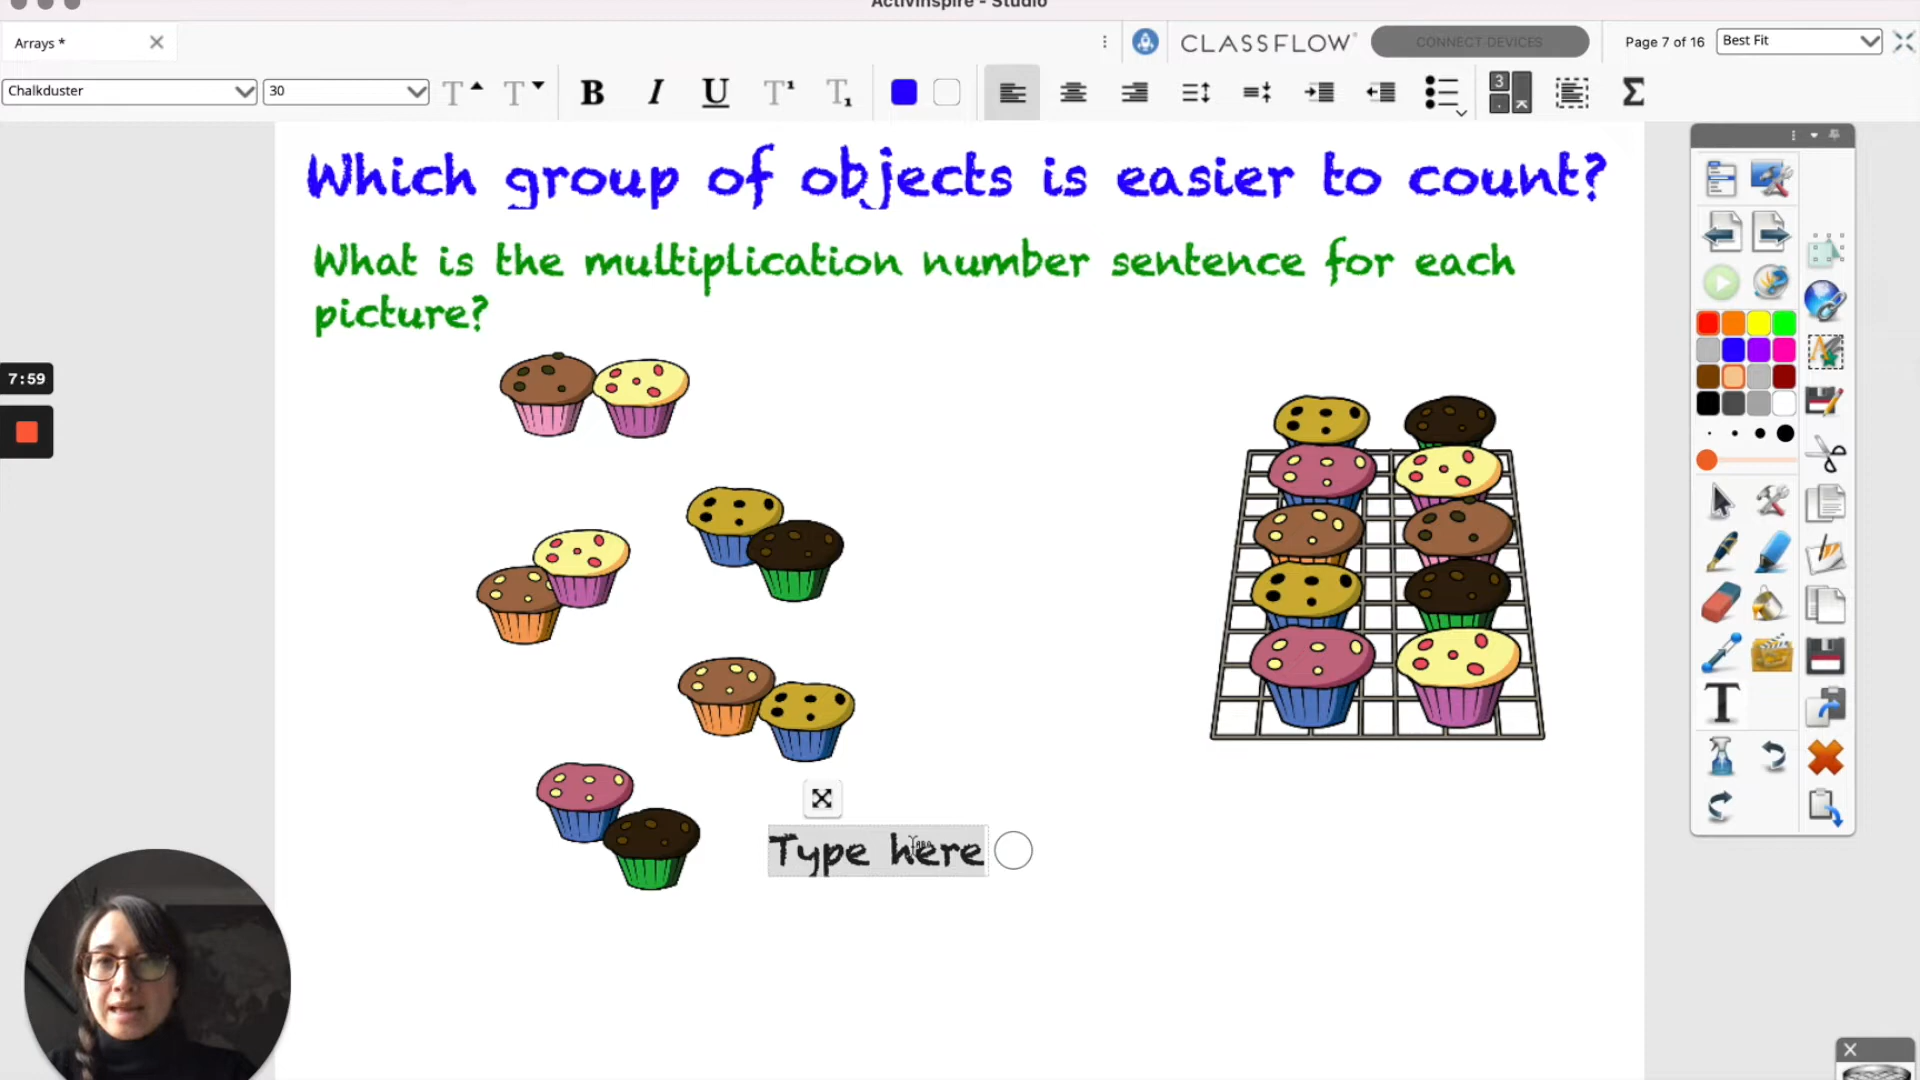 ActivInspire - Studio
Arrays *
CLASSFLOW
CONNECT DEVICES
Page 7 of 16
Best Fit
Chalkduster
30
Which group of objects is easier to count?
What is the multiplication number sentence for each
picture?
7:59
Type here